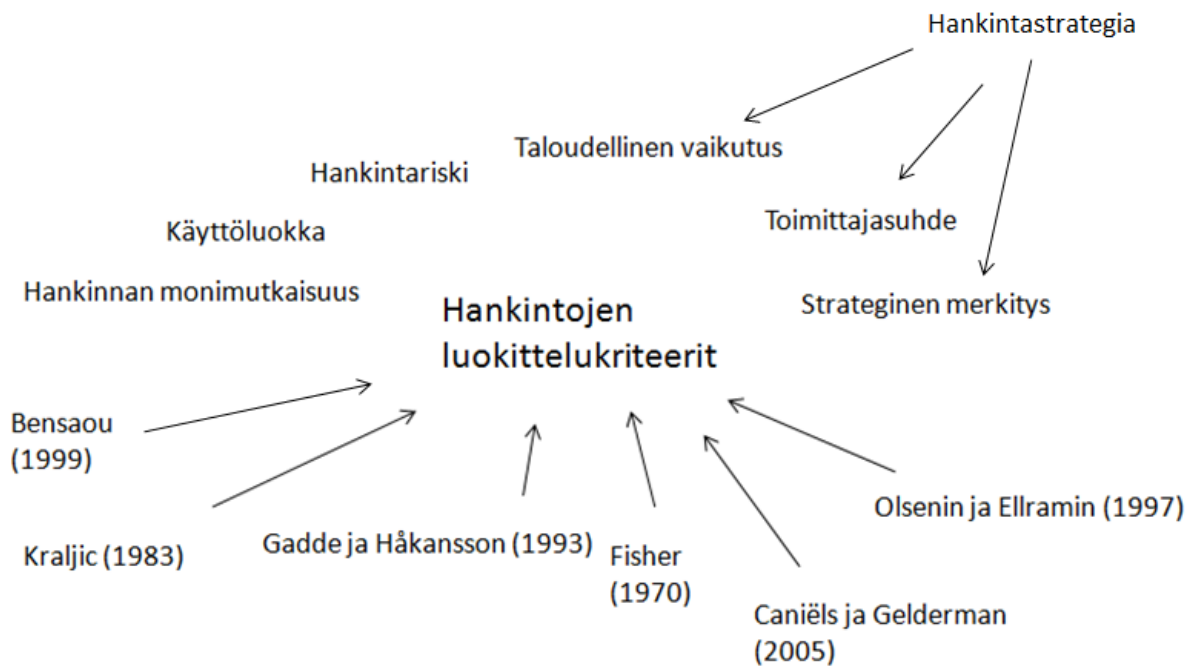 Hankintastrategia
Taloudellinen vaikutus
Hankintariski
Toimittajasuhde
Käyttöluokka
Hankinnan monimutkaisuus
Strateginen merkitys
Hankintojen
luokittelukriteerit
Bensaou
(1999)
Kraljic (1983)
Gadde ja Håkansson (1993)
Fisher
(1970)
Caniëls ja Gelderman
(2005)
Olsenin ja Ellramin (1997)